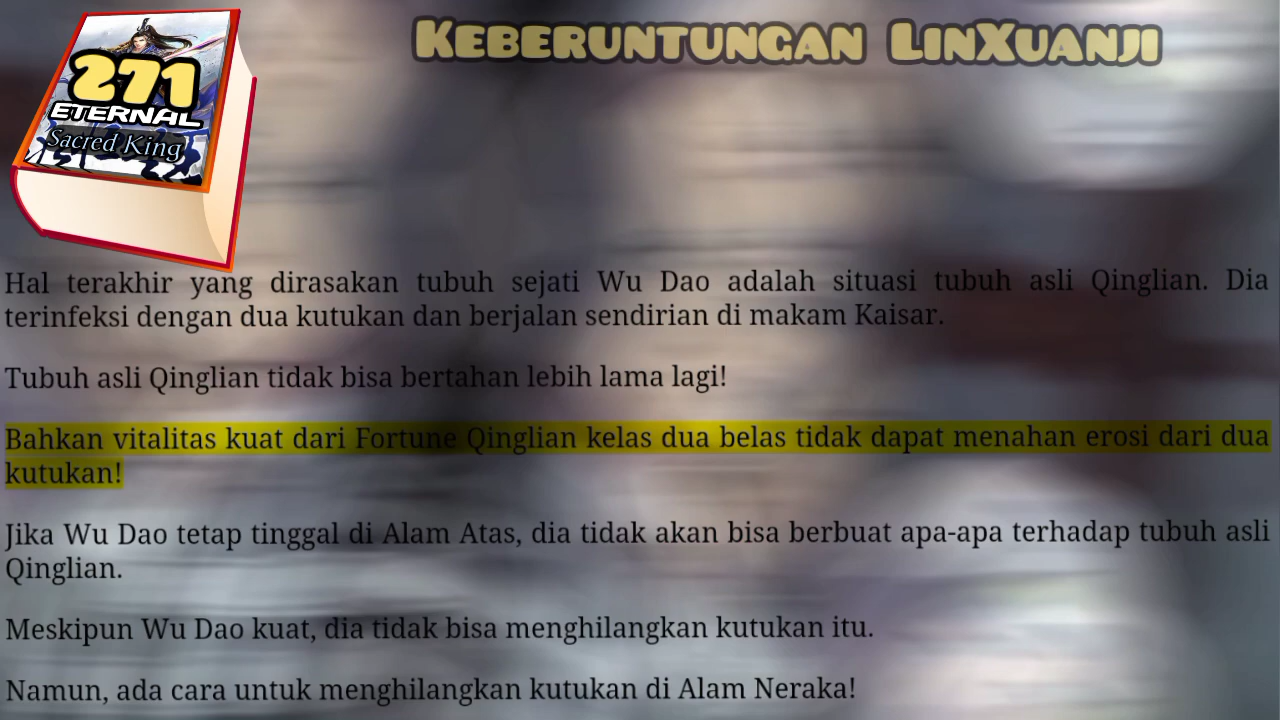 Keberuntungan LinXuanji
271
ETERNAL
Sacred King
Hal terakhir yang dirasakan tubuh sejati Wu Dao adalah situasi tubuh asli Qinglian. Dia
terinfeksi dengan dua kutukan dan berjalan sendirian di makam Kaisar.
Tubuh asli Qinglian tidak bisa bertahan lebih lama lagi!
Bahkan vitalitas kuat dari Fortune Qinglian kelas dua belas tidak dapat menahan erosi dari dua
kutukan!
Jika Wu Dao tetap tinggal di Alam Atas, dia tidak akan bisa berbuat apa-apa terhadap tubuh asli
Qinglian.
Meskipun Wu Dao kuat, dia tidak bisa menghilangkan kutukan itu.
Namun, ada cara untuk menghilangkan kutukan di Alam Neraka!